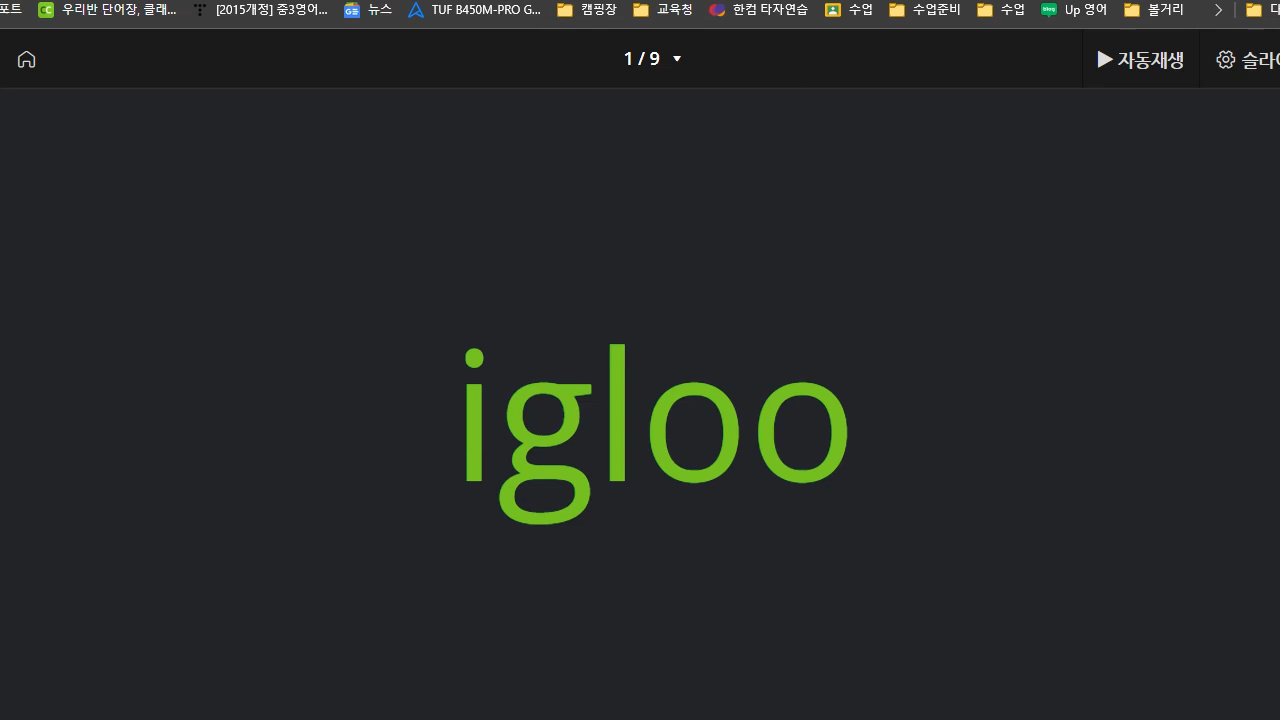 포트 우리반 단어장, 클래... [2015개정] 중3영어... 뉴스 TUF B450M-PRO G... 캠핑장 교육청 한컴 타자연습 수업 수업준비 수업 Up 영어 볼거리
1 / 9 자동재생 슬라
igloo